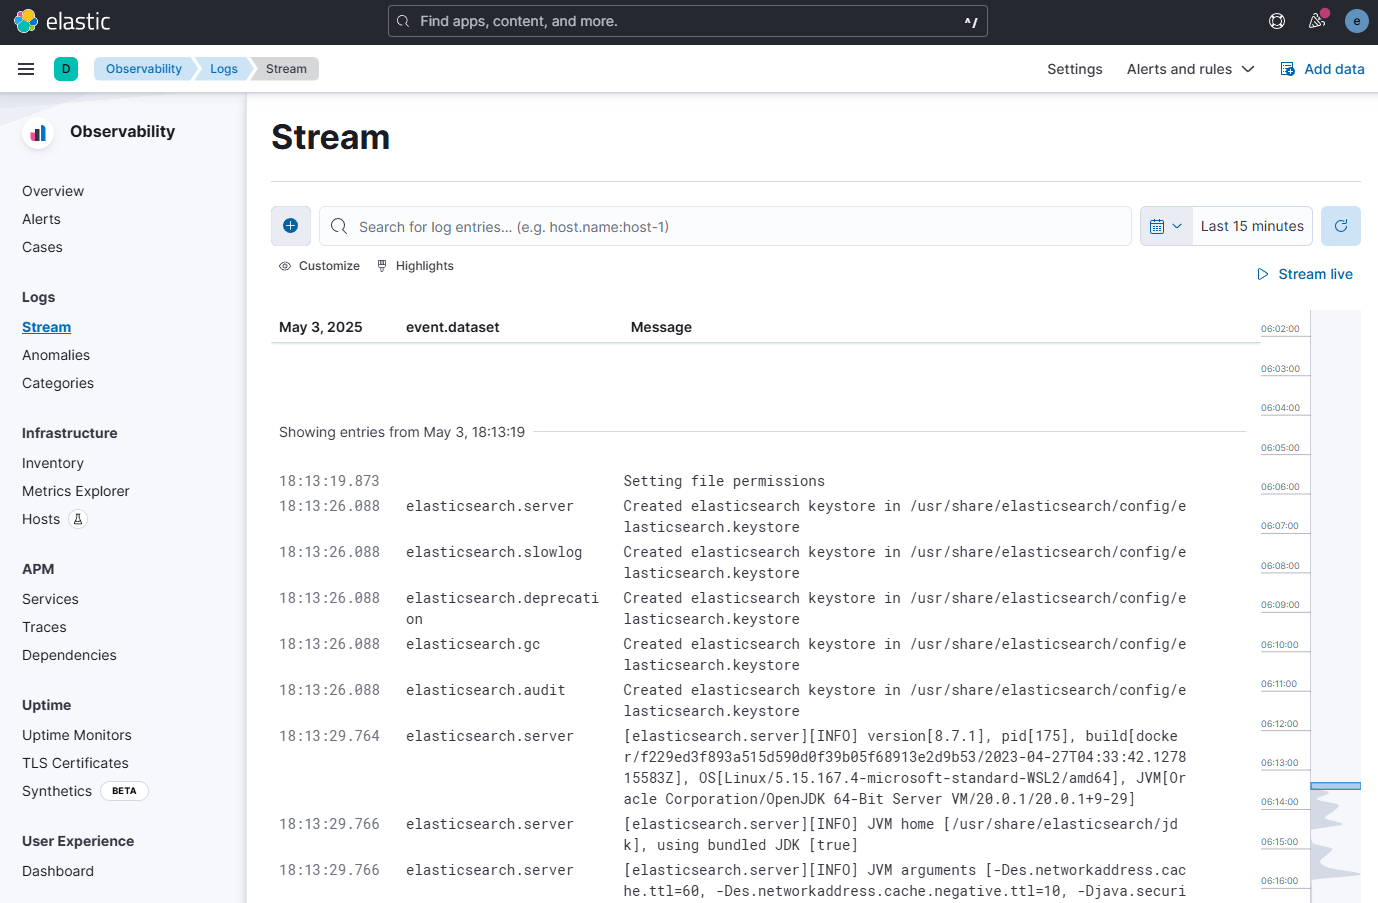 elastic
Find apps, content, and more.
^/
e
D
Observability
Logs
Stream
Settings
Alerts and rules
Add data
Observability
Overview
Alerts
Cases
Logs
Stream
Anomalies
Categories
Infrastructure
Inventory
Metrics Explorer
Hosts
APM
Services
Traces
Dependencies
Uptime
Uptime Monitors
TLS Certificates
Synthetics BETA
User Experience
Dashboard
Stream
Search for log entries... (e.g. host.name:host-1)
Last 15 minutes
Customize
Highlights
Stream live
May 3, 2025 event.dataset Message
Showing entries from May 3, 18:13:19
18:13:19.873 Setting file permissions
18:13:26.088 elasticsearch.server Created elasticsearch keystore in /usr/share/elasticsearch/config/e
lasticsearch.keystore
18:13:26.088 elasticsearch.slowlog Created elasticsearch keystore in /usr/share/elasticsearch/config/e
lasticsearch.keystore
18:13:26.088 elasticsearch.deprecati Created elasticsearch keystore in /usr/share/elasticsearch/config/e
on lasticsearch.keystore
18:13:26.088 elasticsearch.gc Created elasticsearch keystore in /usr/share/elasticsearch/config/e
lasticsearch.keystore
18:13:26.088 elasticsearch.audit Created elasticsearch keystore in /usr/share/elasticsearch/config/e
lasticsearch.keystore
18:13:29.764 elasticsearch.server [elasticsearch.server][INFO] version[8.7.1], pid[175], build[docke
r/f229ed3f893a515d590d0f39b05f68913e2d9b53/2023-04-27T04:33:42.1278
15583Z], OS[Linux/5.15.167.4-microsoft-standard-WSL2/amd64], JVM[Or
acle Corporation/OpenJDK 64-Bit Server VM/20.0.1/20.0.1+9-29]
18:13:29.766 elasticsearch.server [elasticsearch.server][INFO] JVM home [/usr/share/elasticsearch/jd
k], using bundled JDK [true]
18:13:29.766 elasticsearch.server [elasticsearch.server][INFO] JVM arguments [-Des.networkaddress.cac
he.ttl=60, -Des.networkaddress.cache.negative.ttl=10, -Djava.securi
06:02:00
06:03:00
06:04:00
06:05:00
06:06:00
06:07:00
06:08:00
06:09:00
06:10:00
06:11:00
06:12:00
06:13:00
06:14:00
06:15:00
06:16:00